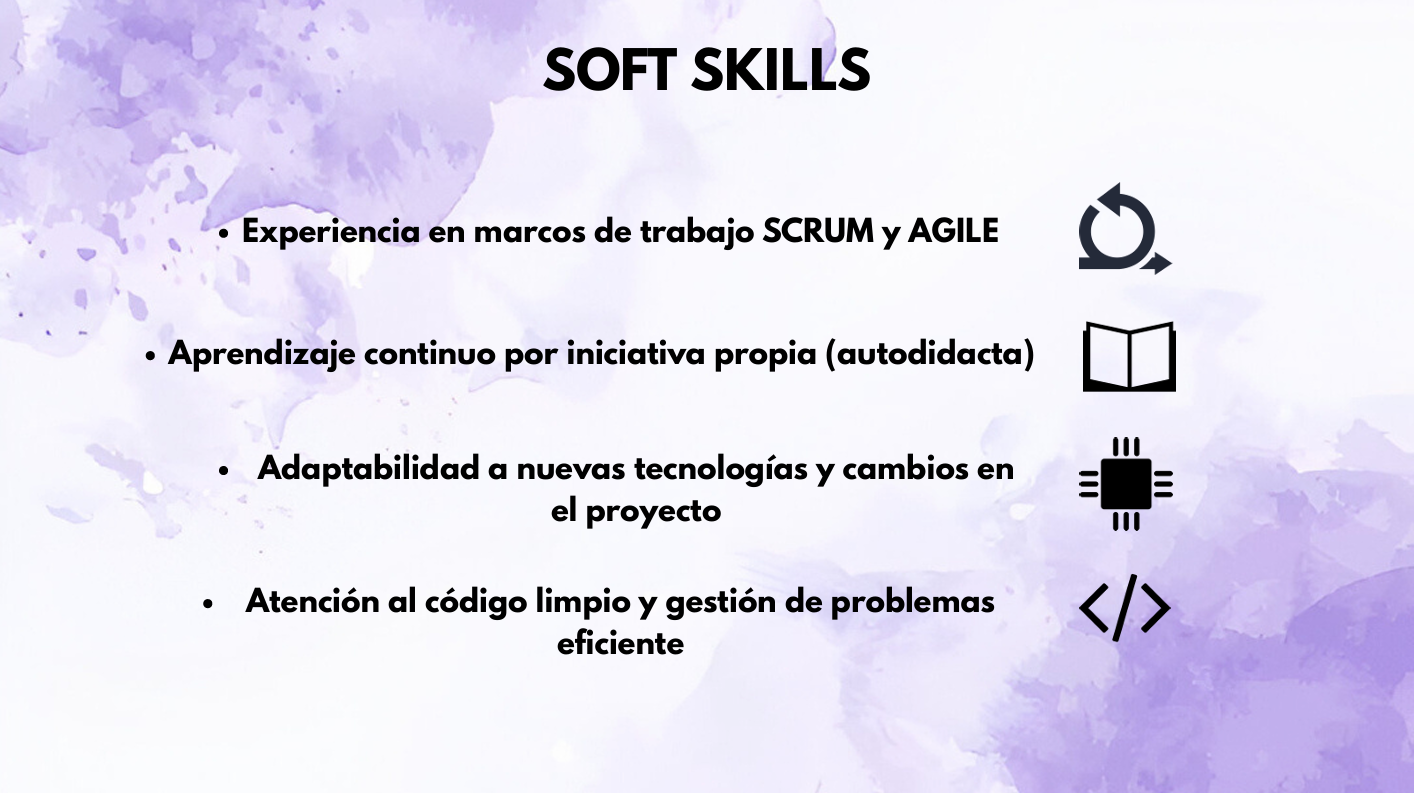 SOFT SKILLS
• Experiencia en marcos de trabajo SCRUM y AGILE
• Aprendizaje continuo por iniciativa propia (autodidacta)
• Adaptabilidad a nuevas tecnologías y cambios en
el proyecto
• Atención al código limpio y gestión de problemas
eficiente